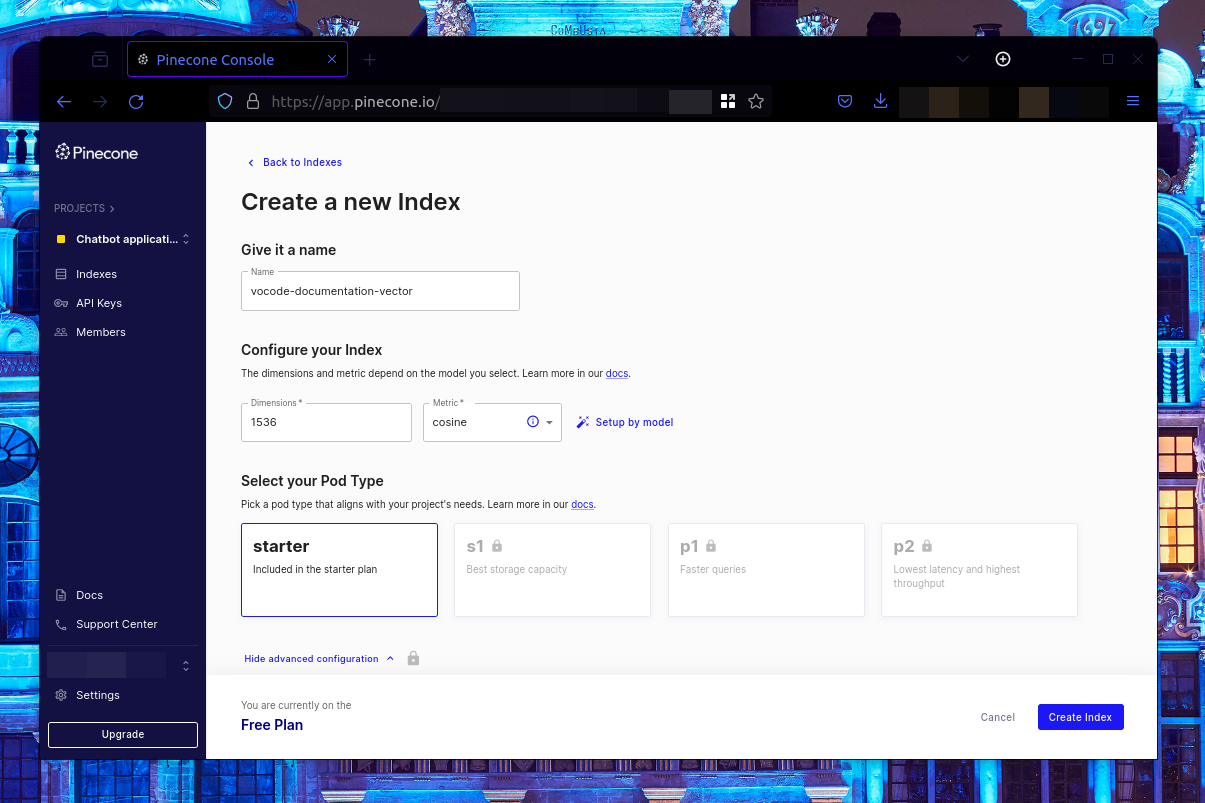 COMBUSTA
Pinecone Console
https://app.pinecone.io/
Pinecone
PROJECTS
Chatbot applicati...
Indexes
API Keys
Members
Docs
Support Center
Settings
Upgrade
Back to Indexes
Create a new Index
Give it a name
Name
vocode-documentation-vector
Configure your Index
The dimensions and metric depend on the model you select. Learn more in our docs.
Dimensions *
1536
Metric *
cosine
Setup by model
Select your Pod Type
Pick a pod type that aligns with your project's needs. Learn more in our docs.
starter
Included in the starter plan
s1
Best storage capacity
p1
Faster queries
p2
Lowest latency and highest
throughput
Hide advanced configuration
You are currently on the
Free Plan
Cancel
Create Index